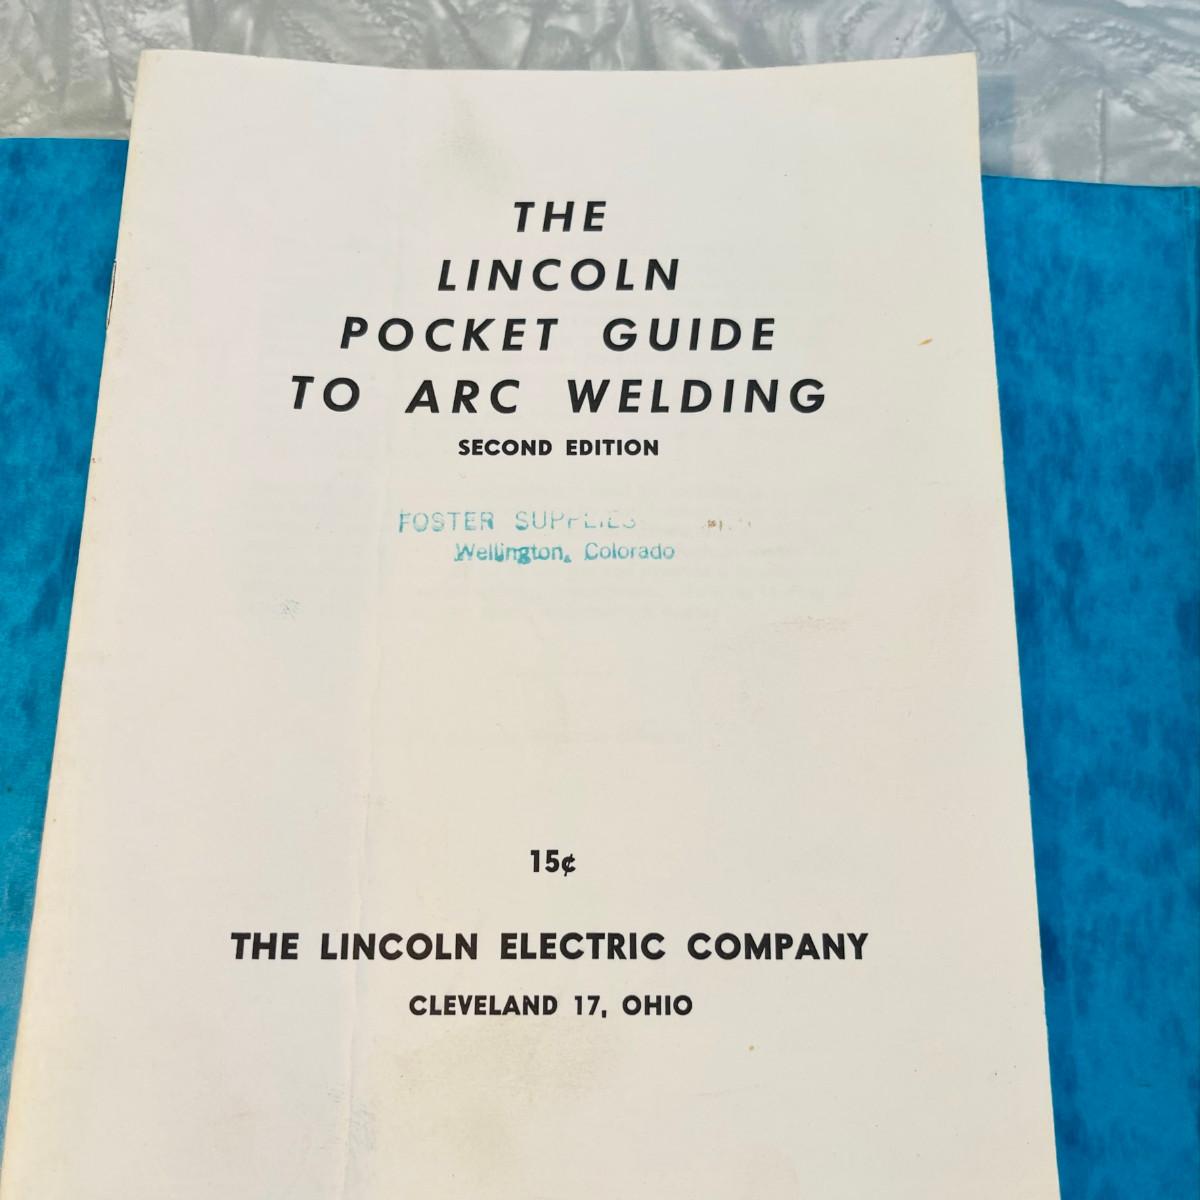 THE
LINCOLN
POCKET GUIDE
TO ARC WELDING
SECOND EDITION
FOSTER SUPPLIES
Wellington, Colorado
15¢
THE LINCOLN ELECTRIC COMPANY
CLEVELAND 17, OHIO